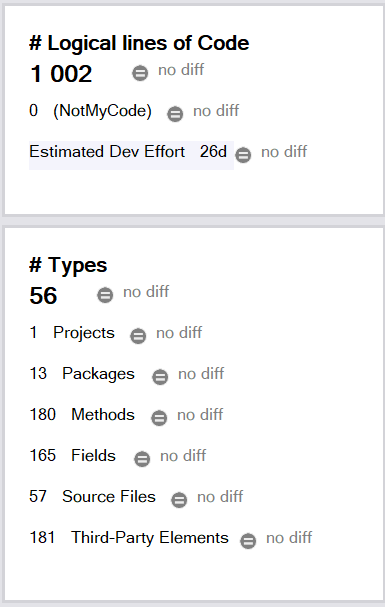 # Logical lines of Code
1 002 no diff
0 (NotMyCode) no diff
Estimated Dev Effort 26d no diff
# Types
56 no diff
1 Projects no diff
13 Packages no diff
180 Methods no diff
165 Fields no diff
57 Source Files no diff
181 Third-Party Elements no diff